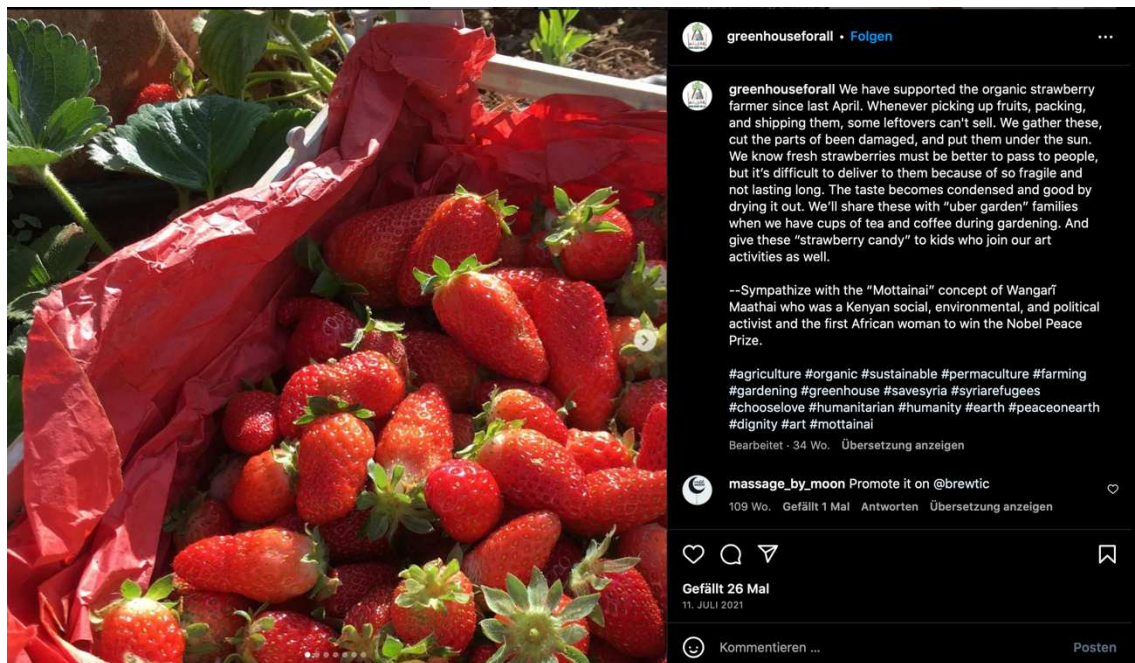 greenhouseforall • Folgen
greenhouseforall We have supported the organic strawberry
farmer since last April. Whenever picking up fruits, packing,
and shipping them, some leftovers can't sell. We gather these,
cut the parts of been damaged, and put them under the sun.
We know fresh strawberries must be better to pass to people,
but it's difficult to deliver to them because of so fragile and
not lasting long. The taste becomes condensed and good by
drying it out. We'll share these with "uber garden" families
when we have cups of tea and coffee during gardening. And
give these "strawberry candy" to kids who join our art
activities as well.
--Sympathize with the "Mottainai" concept of Wangarĩ
Maathai who was a Kenyan social, environmental, and political
activist and the first African woman to win the Nobel Peace
Prize.
#agriculture #organic #sustainable #permaculture #farming
#gardening #greenhouse #savesyria #syriarefugees
#chooselove #humanitarian #humanity #earth #peaceonearth
#dignity #art #mottainai
Bearbeitet · 34 Wo. Übersetzung anzeigen
massage_by_moon Promote it on @brewtic
109 Wo. Gefällt 1 Mal Antworten Übersetzung anzeigen
Gefällt 26 Mal
11. JULI 2021
Kommentieren ... Posten